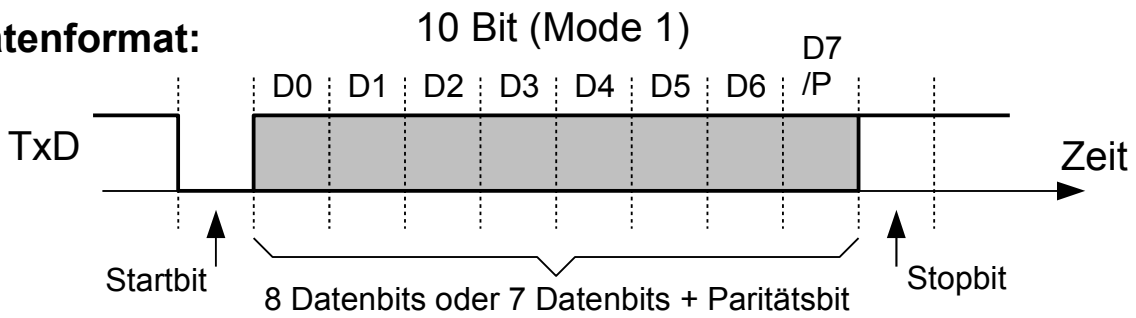 atenformat:
10 Bit (Mode 1)
D0 D1 D2 D3 D4 D5 D6 D7
/P
TxD
Zeit
Startbit
8 Datenbits oder 7 Datenbits + Paritätsbit
Stopbit